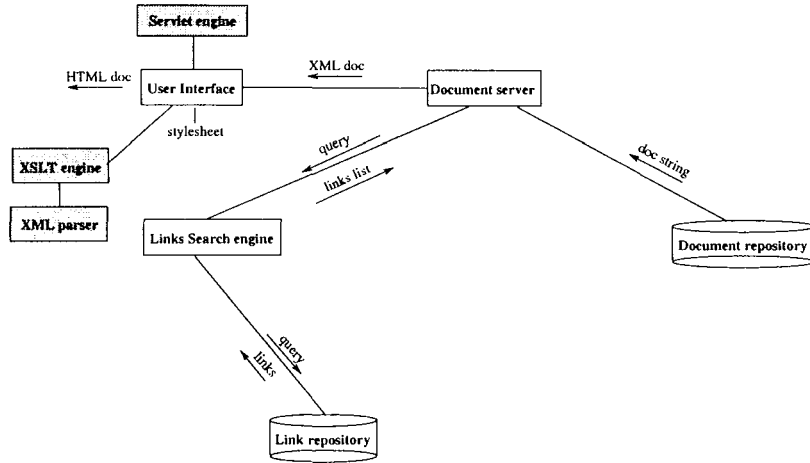 Servlet engine
HTML doc
User Interface
XML doc
Document server
stylesheet
query
links list
doc string
XSLT engine
XML parser
Links Search engine
Document repository
query
links
Link repository